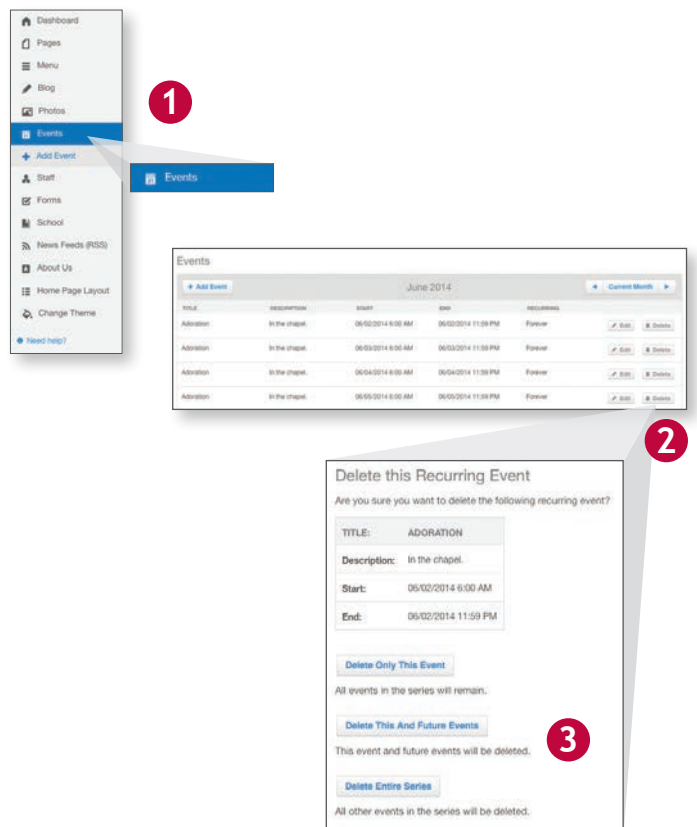 Dashboard
Pages
Menu
Blog
Photos
Events
Add Event
Staff
Forms
School
News Feeds (RSS)
About Us
Home Page Layout
Change Theme
Need help?
1
Events
Events
+ Add Event June 2014 Current Month
TITLE DESCRIPTION START END RECURRING
Adoration In the chapel. 06/02/2014 6:00 AM 06/02/2014 11:59 PM Forever Edit Delete
Adoration In the chapel. 06/03/2014 6:00 AM 06/03/2014 11:59 PM Forever Edit Delete
Adoration In the chapel. 06/04/2014 6:00 AM 06/04/2014 11:59 PM Forever Edit Delete
Adoration In the chapel. 06/05/2014 6:00 AM 06/05/2014 11:59 PM Forever Edit Delete
2
Delete this Recurring Event
Are you sure you want to delete the following recurring event?
TITLE: ADORATION
Description: In the chapel.
Start: 06/02/2014 6:00 AM
End: 06/02/2014 11:59 PM
Delete Only This Event
All events in the series will remain.
Delete This And Future Events
This event and future events will be deleted.
3
Delete Entire Series
All other events in the series will be deleted.